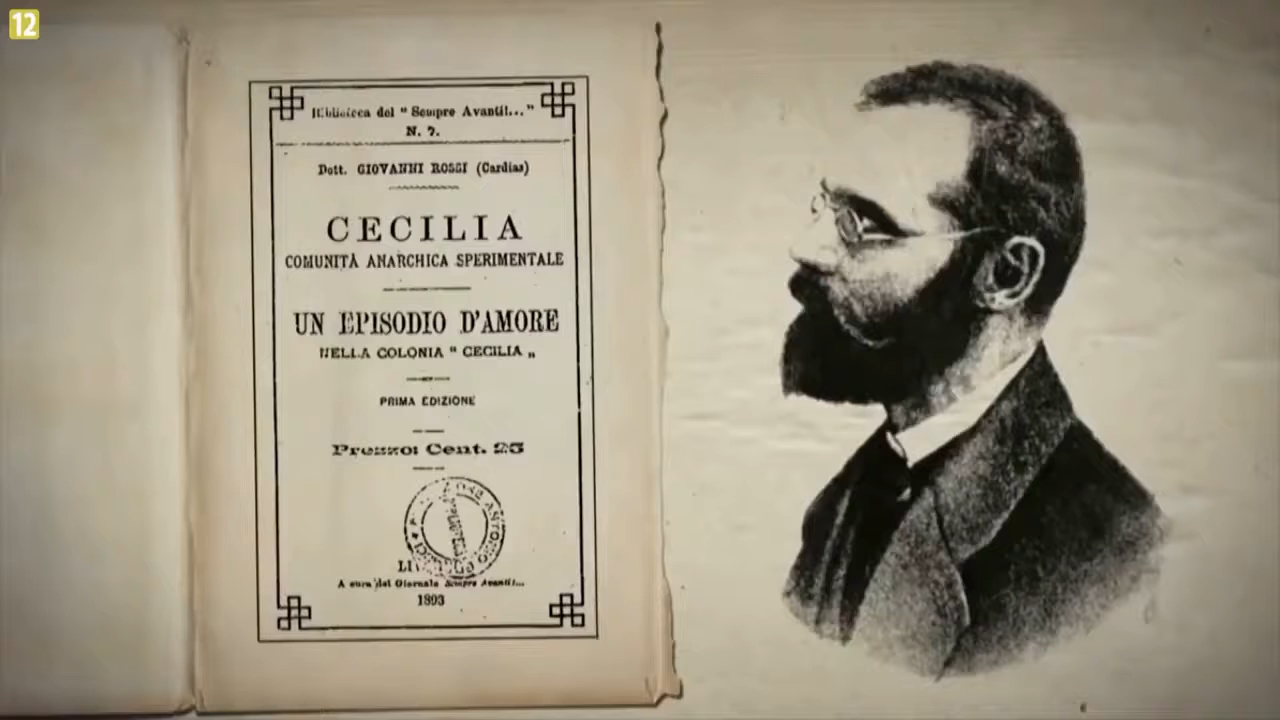 12
Biblioteca del " Sempre Avanti!... "
N. 7.
Dott. GIOVANNI ROSSI (Cardias)
CECILIA
COMUNITÀ ANARCHICA SPERIMENTALE
UN EPISODIO D'AMORE
NELLA COLONIA " CECILIA „
PRIMA EDIZIONE
Prezzo: Cent. 25
A cura del Giornale Sempre Avanti!...
1893